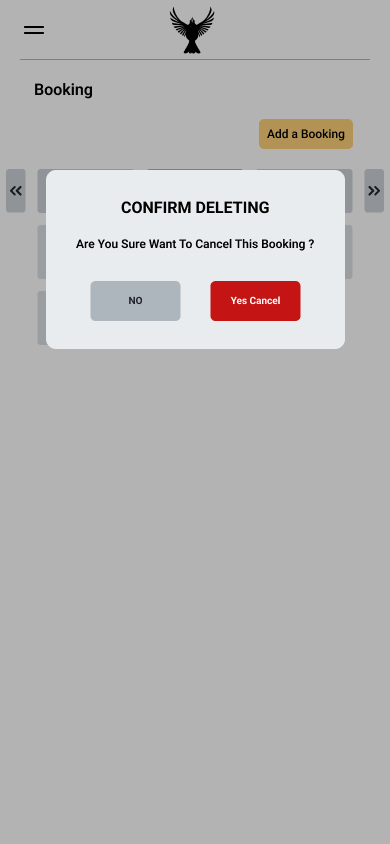 Booking
Add a Booking
CONFIRM DELETING
Are You Sure Want To Cancel This Booking ?
NO
Yes Cancel